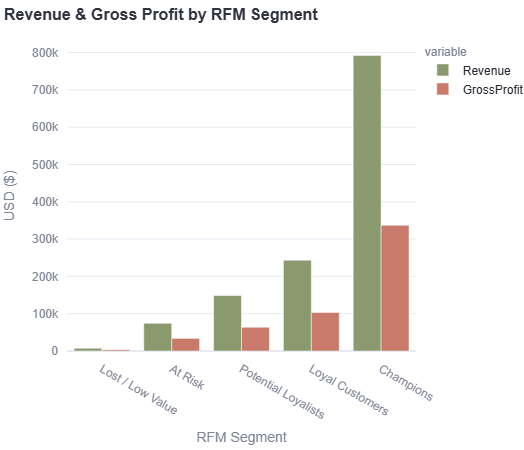 Revenue & Gross Profit by RFM Segment
variable
Revenue
GrossProfit
USD ($)
800k
700k
600k
500k
400k
300k
200k
100k
0
Lost / Low Value
At Risk
Potential Loyalists
Loyal Customers
Champions
RFM Segment